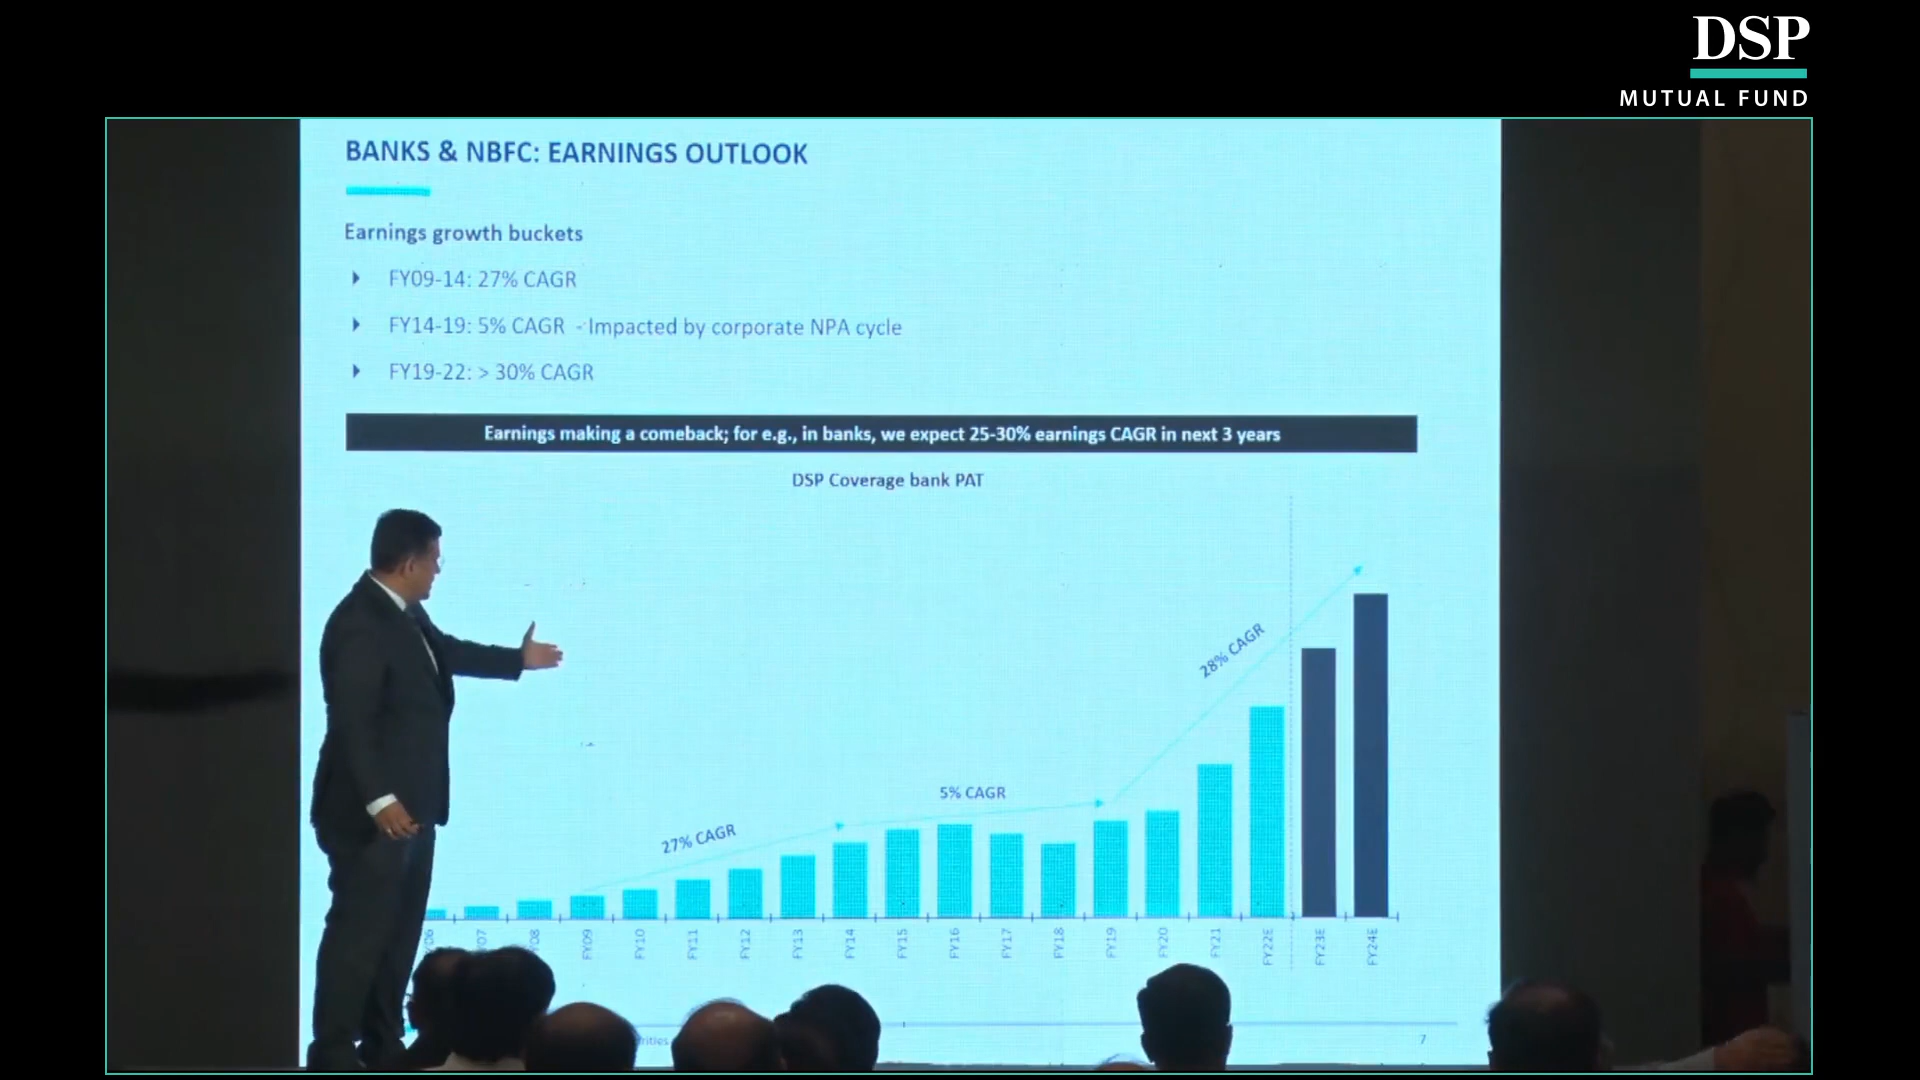 DSP
MUTUAL FUND
BANKS & NBFC: EARNINGS OUTLOOK
Earnings growth buckets
FY09-14: 27% CAGR
FY14-19: 5% CAGR - Impacted by corporate NPA cycle
FY19-22: > 30% CAGR
Earnings making a comeback; for e.g., in banks, we expect 25-30% earnings CAGR in next 3 years
DSP Coverage bank PAT
28% CAGR
5% CAGR
27% CAGR
FY09
FY10
FY11
FY12
FY13
FY14
FY15
FY16
FY17
FY18
FY19
FY20
FY21
FY22E
FY23E
FY24E
7